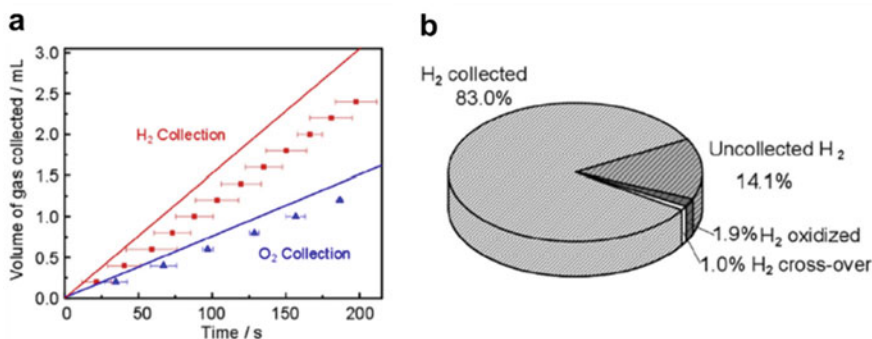 a
3.0
2.5
2.0
1.5
1.0
0.5
0.0
Volume of gas collected / mL
H₂ Collection
O₂ Collection
0
50
100
150
200
Time / s
b
H₂ collected
83.0%
Uncollected H₂
14.1%
1.9% H₂ oxidized
1.0% H₂ cross-over